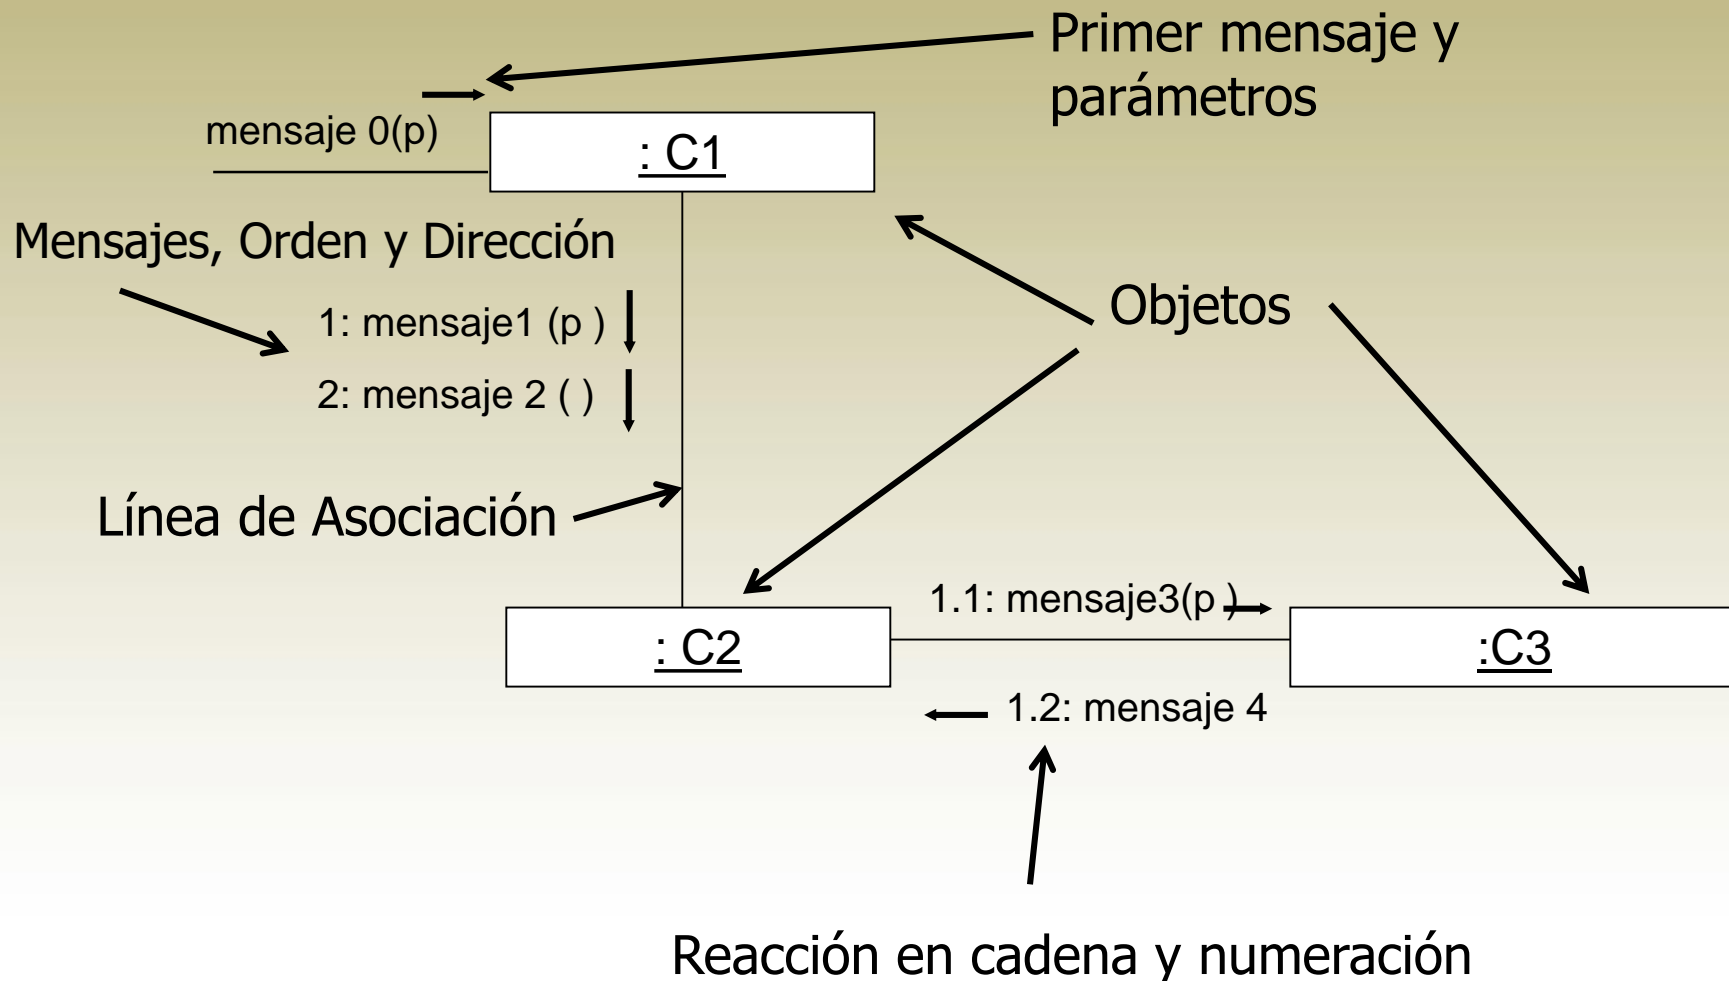 Primer mensaje y
parámetros
mensaje 0(p)
: C1
Mensajes, Orden y Dirección
Objetos
1: mensaje1 (p )
2: mensaje 2 ( )
Línea de Asociación
1.1: mensaje3(p )
: C2
:C3
1.2: mensaje 4
Reacción en cadena y numeración